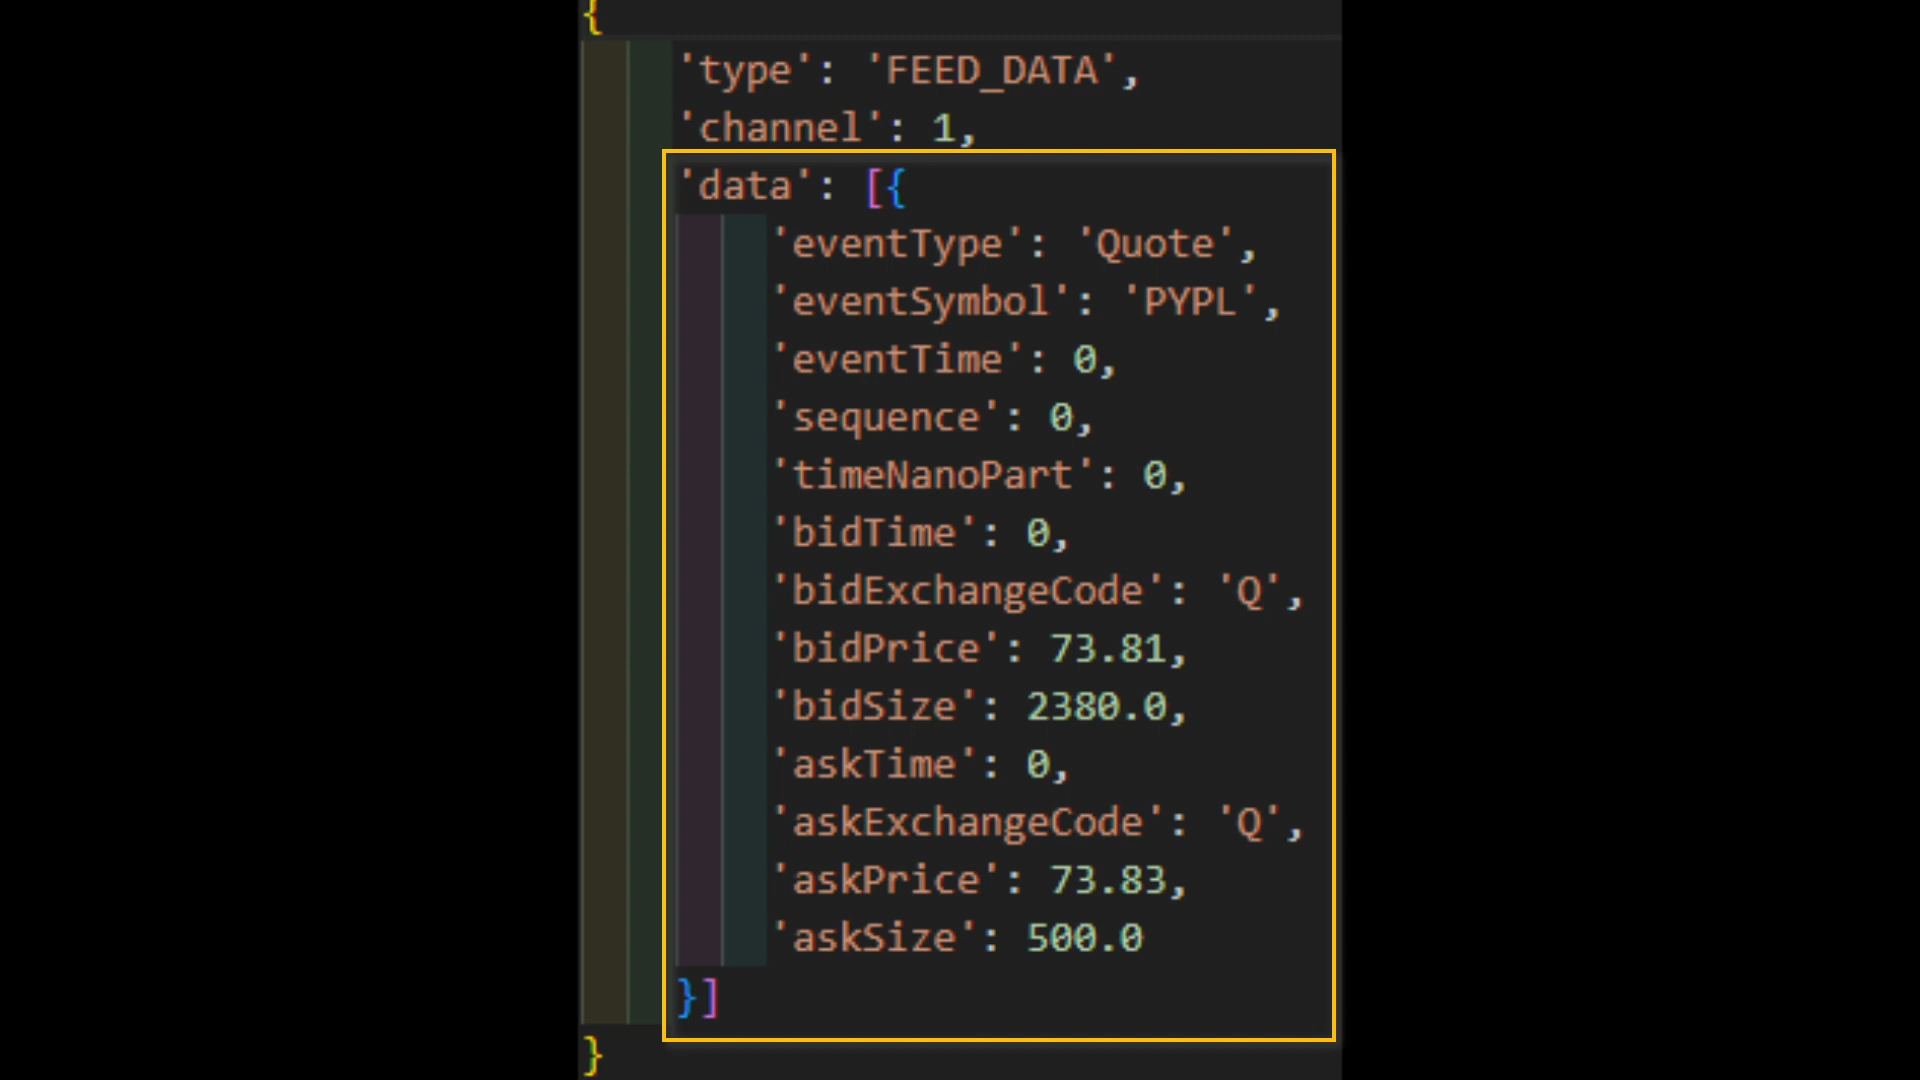 {
'type': 'FEED_DATA',
'channel': 1,
'data': [{
'eventType': 'Quote',
'eventSymbol': 'PYPL',
'eventTime': 0,
'sequence': 0,
'timeNanoPart': 0,
'bidTime': 0,
'bidExchangeCode': 'Q',
'bidPrice': 73.81,
'bidSize': 2380.0,
'askTime': 0,
'askExchangeCode': 'Q',
'askPrice': 73.83,
'askSize': 500.0
}]
}